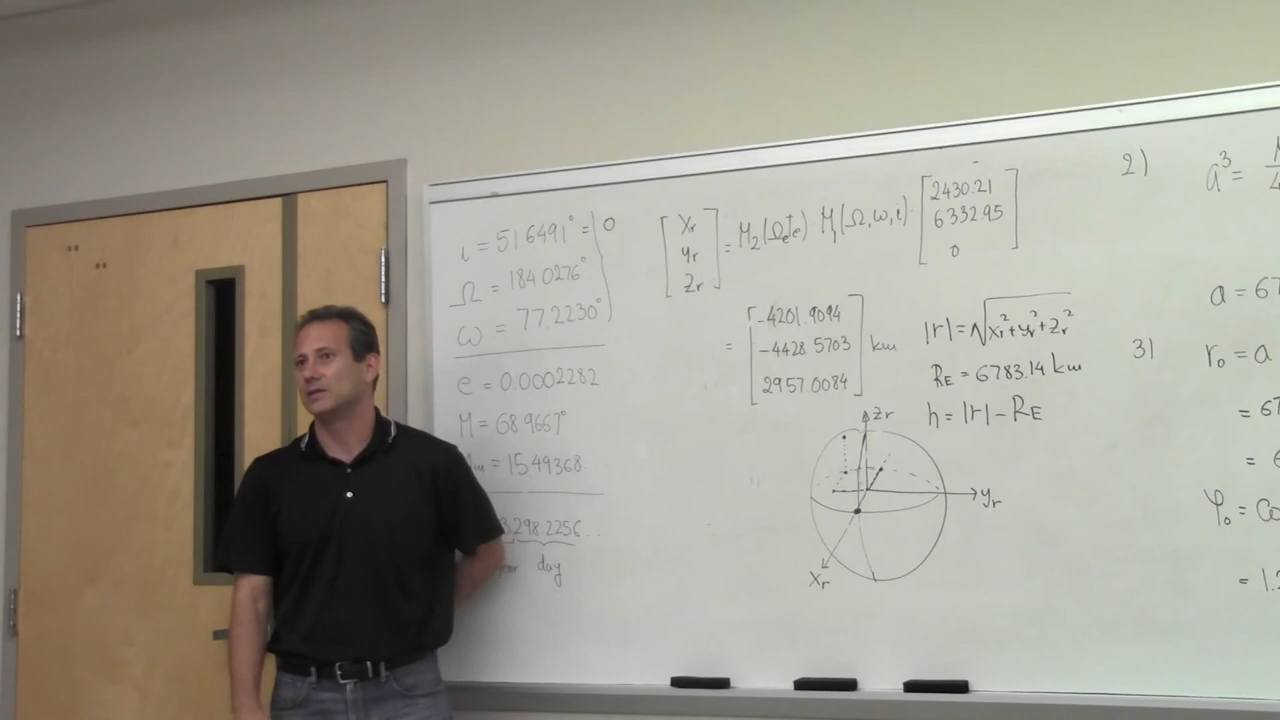 i = 51.6491° = 0
Ω = 184.0276°
ω = 77.2230°
e = 0.0002282
M = 68.9667°
m = 15.49368
298.2256..
day
[xr yr zr] = M2(Ωe te) M1(Ω,ω,i) · [2430.21 6332.95 0]
= [-4201.9094 -4428.5703 2957.0084] km
|r| = √xr²+yr²+zr²
RE = 6783.14 km
h = |r| - RE
zr
yr
xr
2)
a³ =
a = 67
3)
r₀ = a
= 67
= 6
φ₀ = Co
= 1.2